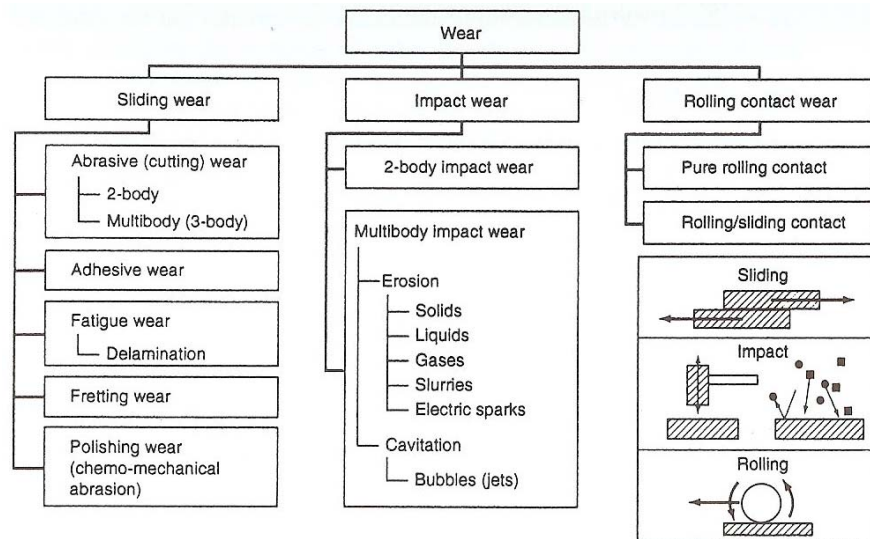 Wear
Sliding wear
Impact wear
Rolling contact wear
Abrasive (cutting) wear
2-body
Multibody (3-body)
Adhesive wear
Fatigue wear
Delamination
Fretting wear
Polishing wear
(chemo-mechanical
abrasion)
2-body impact wear
Multibody impact wear
Erosion
Solids
Liquids
Gases
Slurries
Electric sparks
Cavitation
Bubbles (jets)
Pure rolling contact
Rolling/sliding contact
Sliding
Impact
Rolling